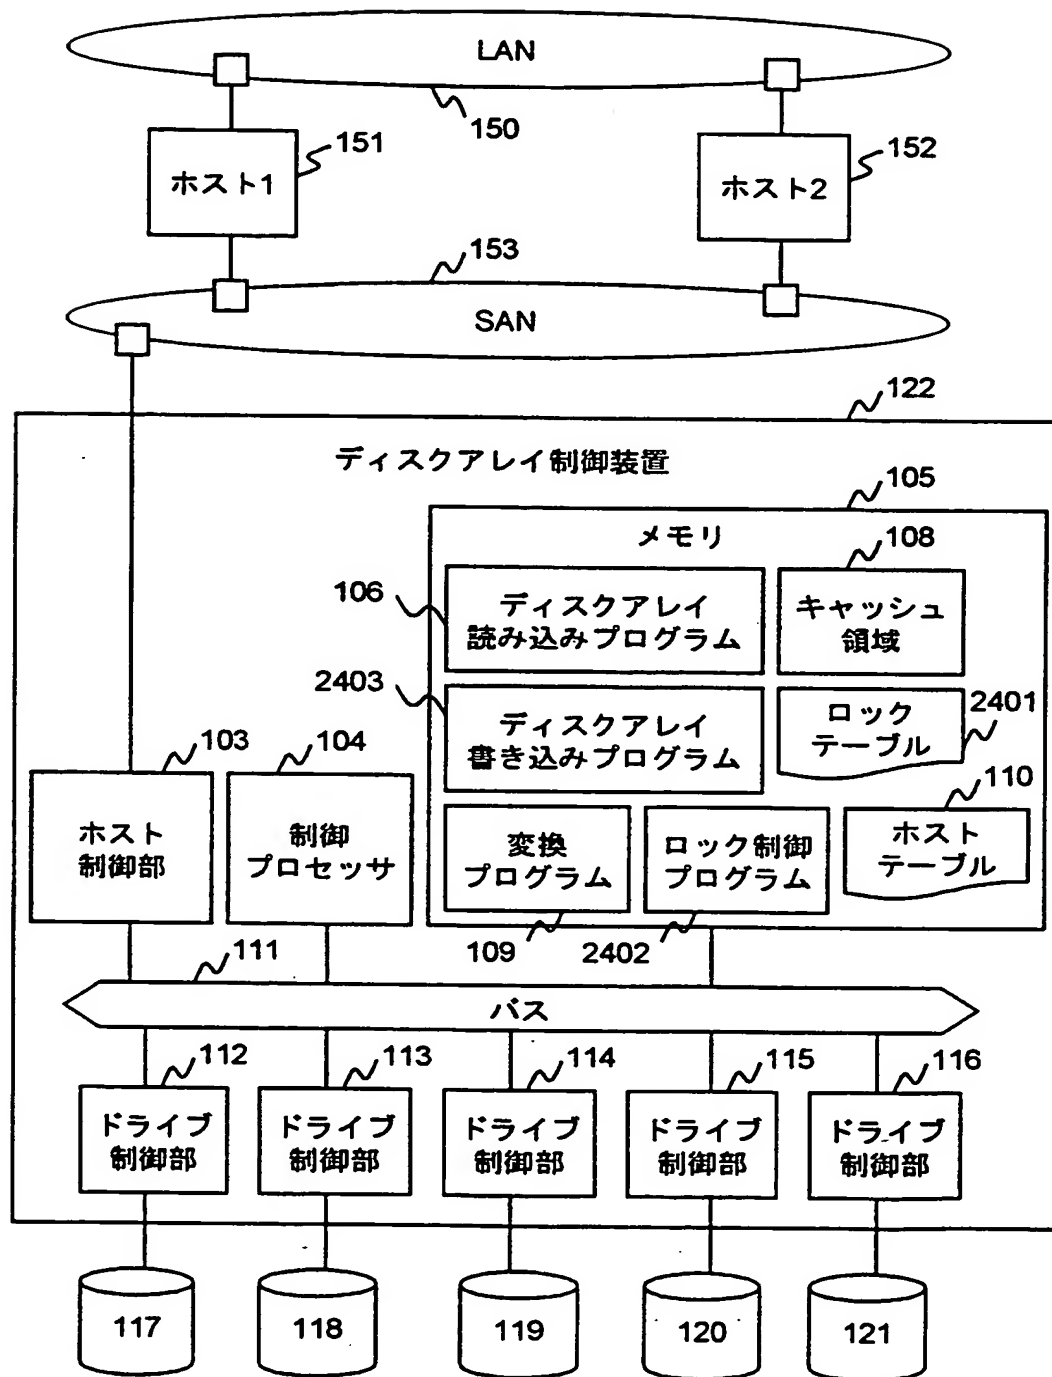 LAN
150
151
152
ホスト1
ホスト2
153
SAN
122
ディスクアレイ制御装置
105
メモリ
108
106
ディスクアレイ
読み込みプログラム
キャッシュ
領域
2403
ディスクアレイ
書き込みプログラム
ロック
テーブル
2401
103
104
110
ホスト
制御部
制御
プロセッサ
変換
プログラム
ロック制御
プログラム
ホスト
テーブル
109
2402
111
バス
112
113
114
115
116
ドライブ
制御部
ドライブ
制御部
ドライブ
制御部
ドライブ
制御部
ドライブ
制御部
117
118
119
120
121